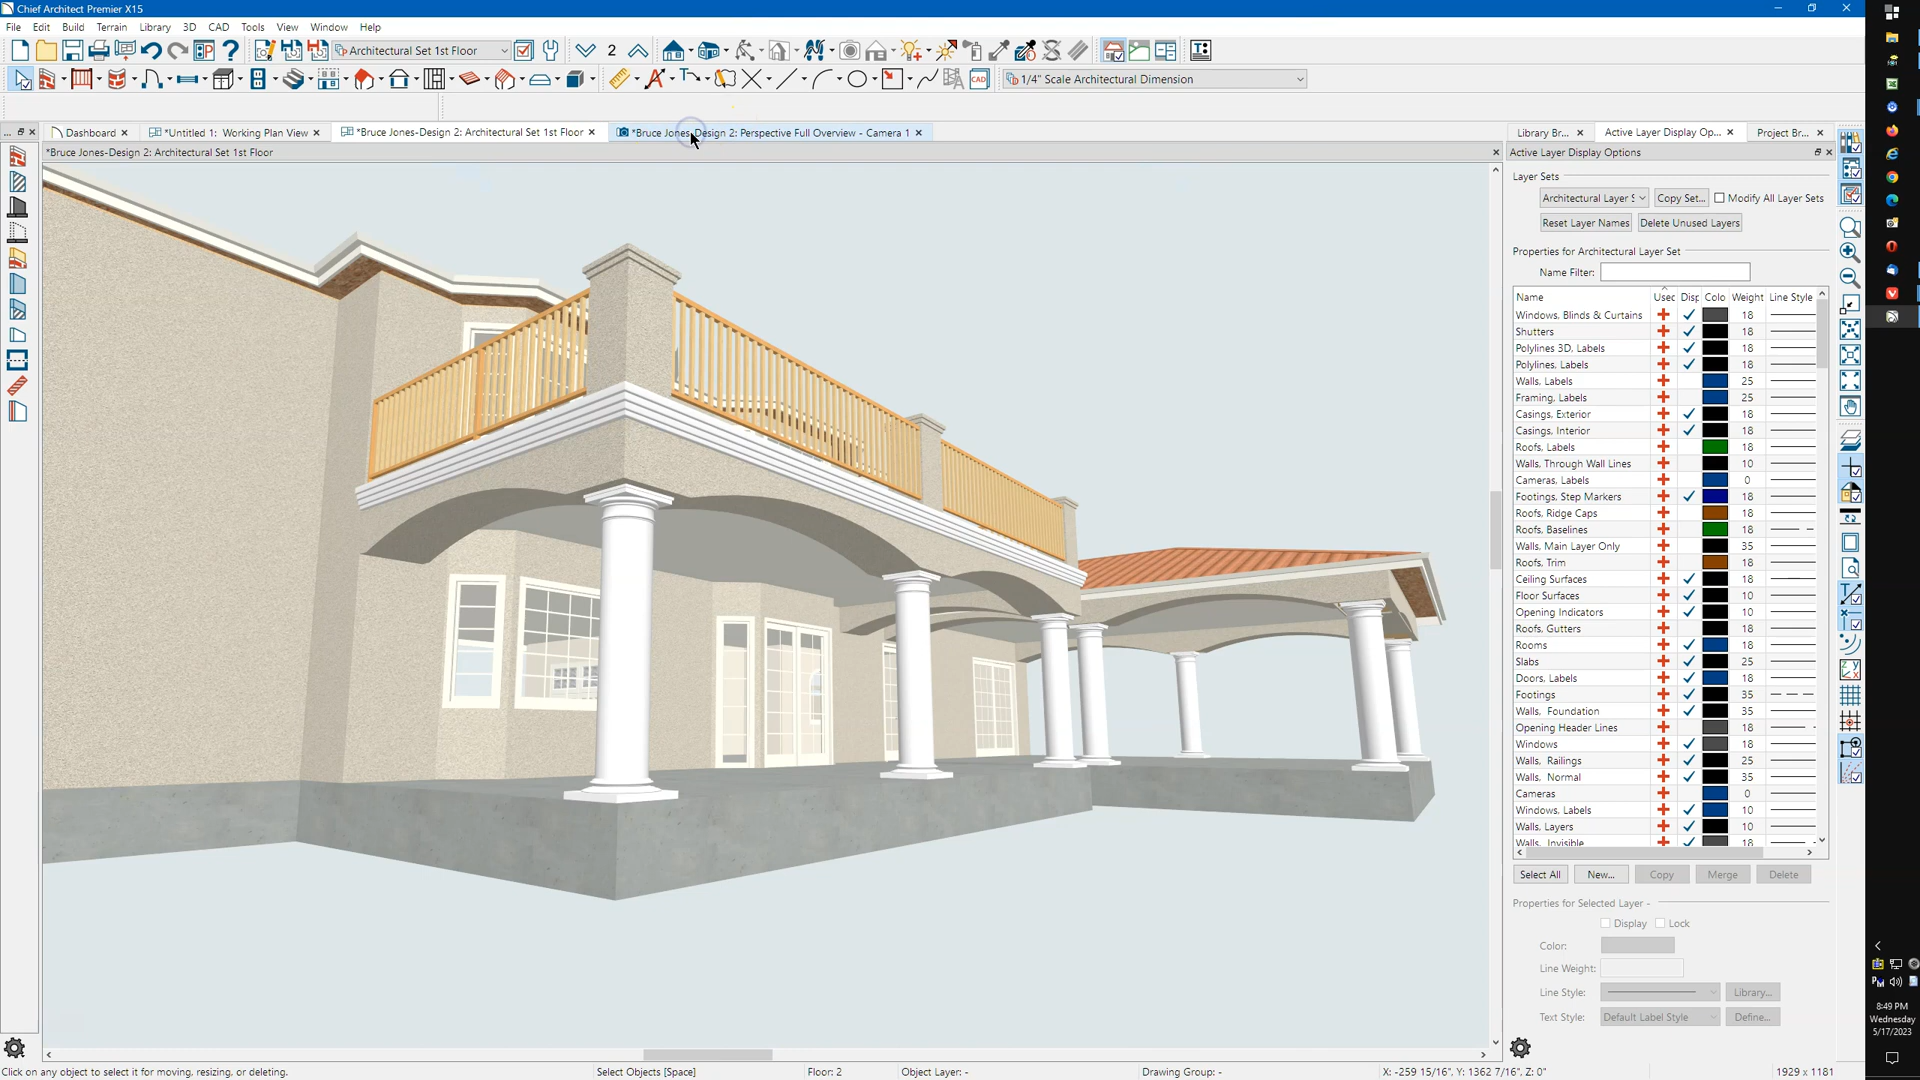 Chief Architect Premier X15
File Edit Build Terrain Library 3D CAD Tools View Window Help
Architectural Set 1st Floor
2
1/4" Scale Architectural Dimension
CAD
Dashboard
*Untitled 1: Working Plan View
*Bruce Jones-Design 2: Architectural Set 1st Floor
*Bruce Jones-Design 2: Perspective Full Overview - Camera 1
Library Br...
Active Layer Display Op...
Project Br...
*Bruce Jones-Design 2: Architectural Set 1st Floor
Active Layer Display Options
Layer Sets
Architectural Layer S
Copy Set...
Modify All Layer Sets
Reset Layer Names
Delete Unused Layers
Properties for Architectural Layer Set
Name Filter:
Name Usec Disp Colo Weight Line Style
Windows, Blinds & Curtains 18
Shutters 18
Polylines 3D, Labels 18
Polylines, Labels 18
Walls, Labels 25
Framing, Labels 25
Casings, Exterior 18
Casings, Interior 18
Roofs, Labels 18
Walls, Through Wall Lines 10
Cameras, Labels 0
Footings, Step Markers 18
Roofs, Ridge Caps 18
Roofs, Baselines 18
Walls, Main Layer Only 35
Roofs, Trim 18
Ceiling Surfaces 18
Floor Surfaces 10
Opening Indicators 10
Roofs, Gutters 18
Rooms 18
Slabs 25
Doors, Labels 18
Footings 35
Walls, Foundation 35
Opening Header Lines 18
Windows 18
Walls, Railings 25
Walls, Normal 35
Cameras 0
Windows, Labels 10
Walls, Layers 10
Walls, Invisible 18
Select All
New...
Copy
Merge
Delete
Properties for Selected Layer -
Display
Lock
Color:
Line Weight:
Line Style:
Library...
Text Style:
Default Label Style
Define...
8:49 PM
Wednesday
5/17/2023
Click on any object to select it for moving, resizing, or deleting.
Select Objects [Space]
Floor: 2
Object Layer: -
Drawing Group: -
X: -259 15/16", Y: 1362 7/16", Z: 0"
1929 x 1181